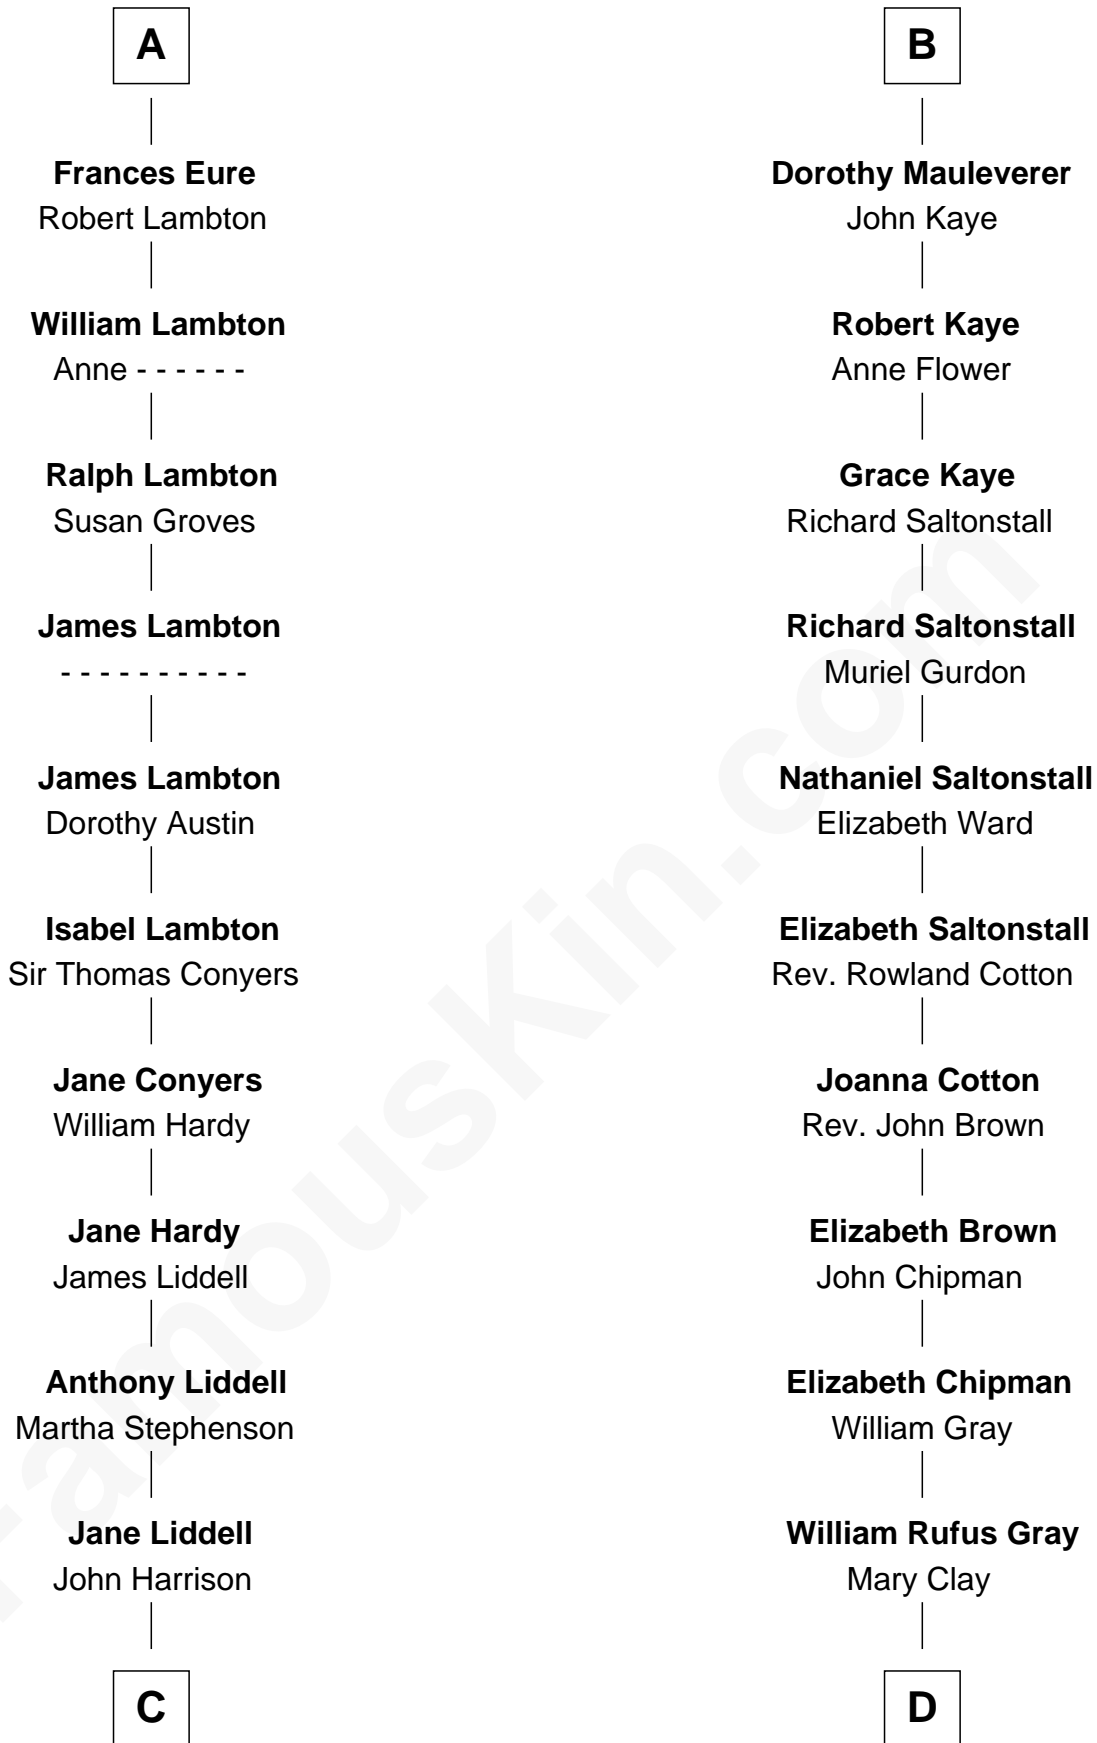 A
Frances Eure
Robert Lambton
William Lambton
Anne - - - - - -
Ralph Lambton
Susan Groves
James Lambton
- - - - - - - - - -
James Lambton
Dorothy Austin
Isabel Lambton
Sir Thomas Conyers
Jane Conyers
William Hardy
Jane Hardy
James Liddell
Anthony Liddell
Martha Stephenson
Jane Liddell
John Harrison
C
B
Dorothy Mauleverer
John Kaye
Robert Kaye
Anne Flower
Grace Kaye
Richard Saltonstall
Richard Saltonstall
Muriel Gurdon
Nathaniel Saltonstall
Elizabeth Ward
Elizabeth Saltonstall
Rev. Rowland Cotton
Joanna Cotton
Rev. John Brown
Elizabeth Brown
John Chipman
Elizabeth Chipman
William Gray
William Rufus Gray
Mary Clay
D
FamousKin.com